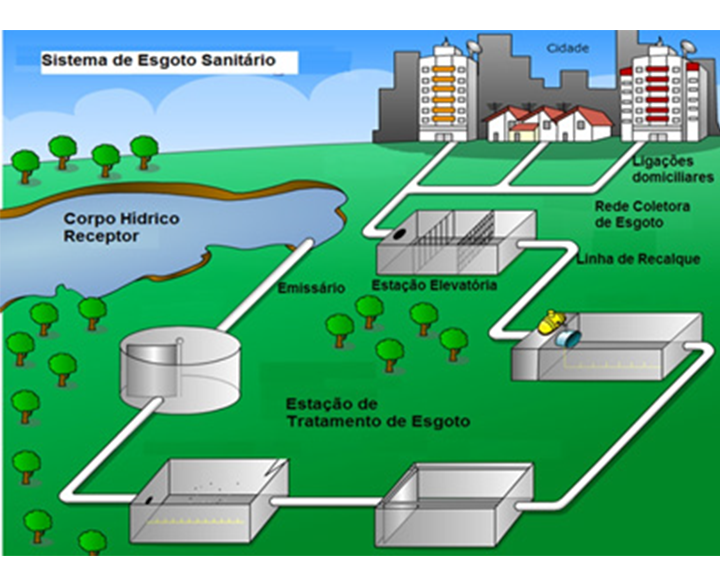 Sistema de Esgoto Sanitário
Cidade
Ligações
domiciliares
Rede Coletora
de Esgoto
Corpo Hídrico
Receptor
Linha de Recalque
Emissário
Estação Elevatória
Estação de
Tratamento de Esgoto